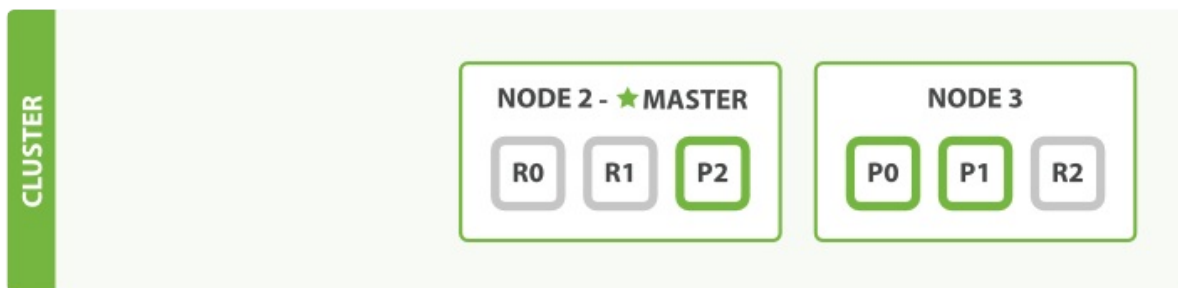 CLUSTER
NODE 2 - ★ MASTER
R0 R1 P2
NODE 3
P0 P1 R2